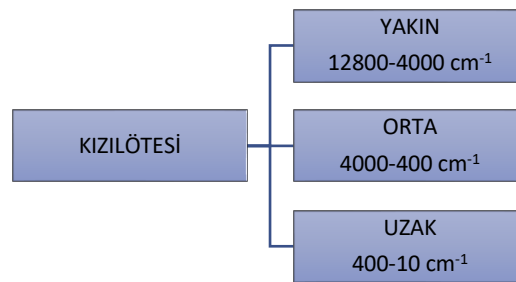 YAKIN
12800-4000 cm⁻¹
KIZILÖTESİ
ORTA
4000-400 cm⁻¹
UZAK
400-10 cm⁻¹